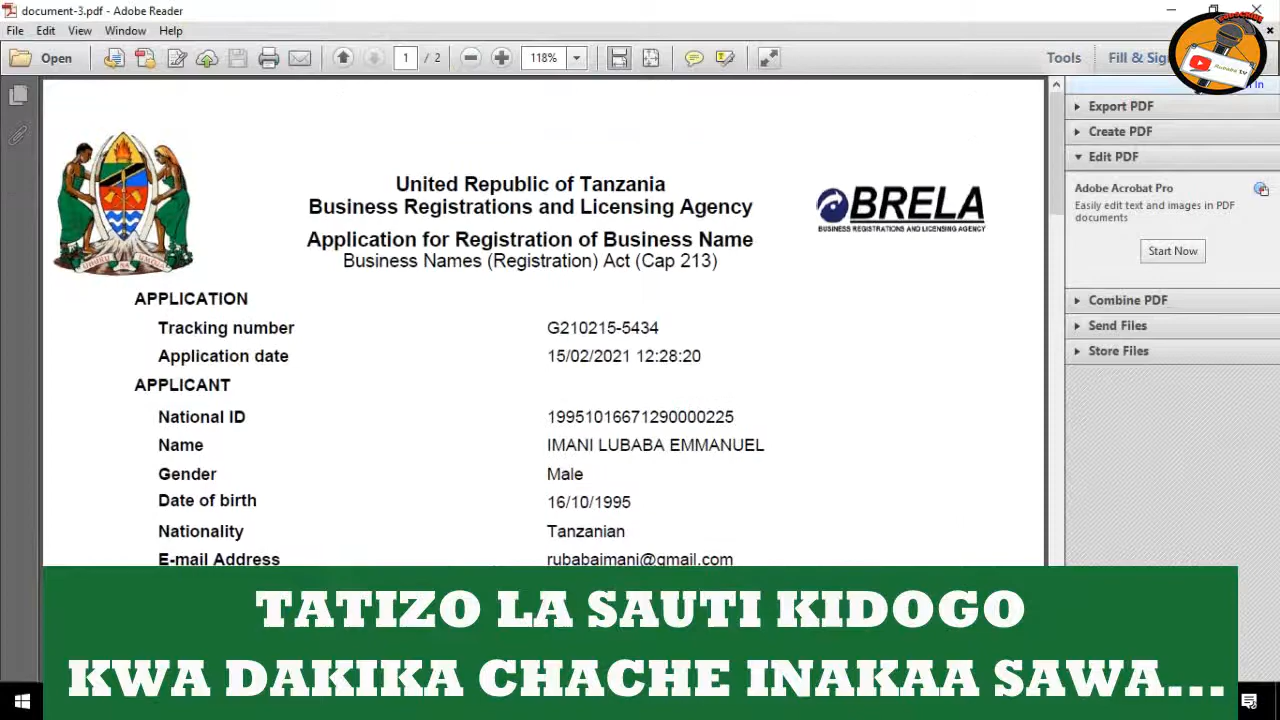 document-3.pdf - Adobe Reader
File Edit View Window Help
Open 1 / 2 118% Tools Fill & Sign
SUBSCRIBE
Rubaba TV
Export PDF
Create PDF
Edit PDF
Adobe Acrobat Pro
Easily edit text and images in PDF
documents
Start Now
Combine PDF
Send Files
Store Files
United Republic of Tanzania
Business Registrations and Licensing Agency
BRELA
BUSINESS REGISTRATIONS AND LICENSING AGENCY
Application for Registration of Business Name
Business Names (Registration) Act (Cap 213)
APPLICATION
Tracking number G210215-5434
Application date 15/02/2021 12:28:20
APPLICANT
National ID 19951016671290000225
Name IMANI LUBABA EMMANUEL
Gender Male
Date of birth 16/10/1995
Nationality Tanzanian
E-mail Address rubabaimani@gmail.com
TATIZO LA SAUTI KIDOGO
KWA DAKIKA CHACHE INAKAA SAWA...